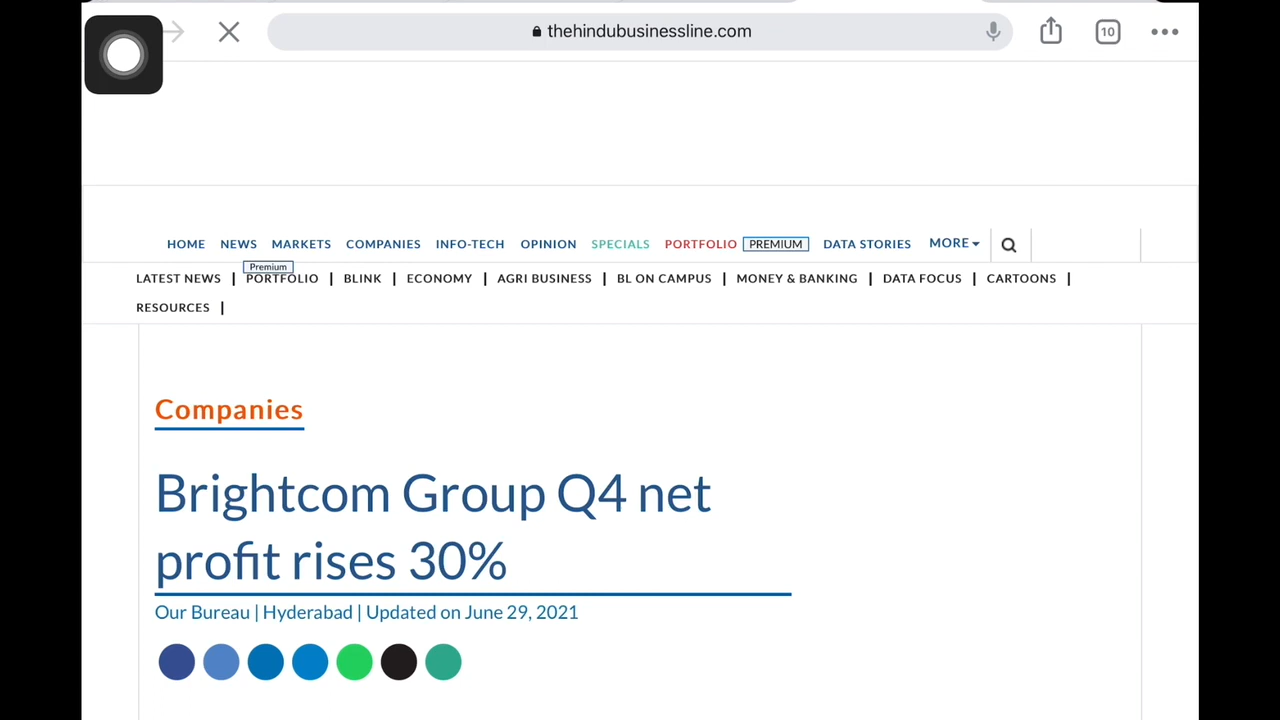 thehindubusinessline.com
10
HOME NEWS MARKETS COMPANIES INFO-TECH OPINION SPECIALS PORTFOLIO PREMIUM DATA STORIES MORE
Premium
LATEST NEWS | PORTFOLIO | BLINK | ECONOMY | AGRI BUSINESS | BL ON CAMPUS | MONEY & BANKING | DATA FOCUS | CARTOONS |
RESOURCES |
Companies
Brightcom Group Q4 net
profit rises 30%
Our Bureau | Hyderabad | Updated on June 29, 2021